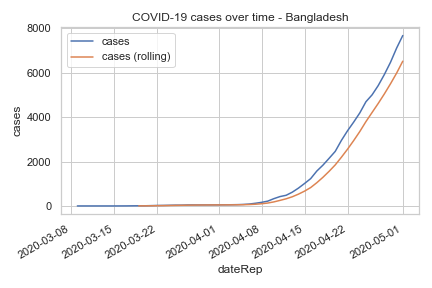 COVID-19 cases over time - Bangladesh
cases
cases (rolling)
8000
6000
4000
2000
0
cases
2020-03-08
2020-03-15
2020-03-22
2020-04-01
2020-04-08
2020-04-15
2020-04-22
2020-05-01
dateRep